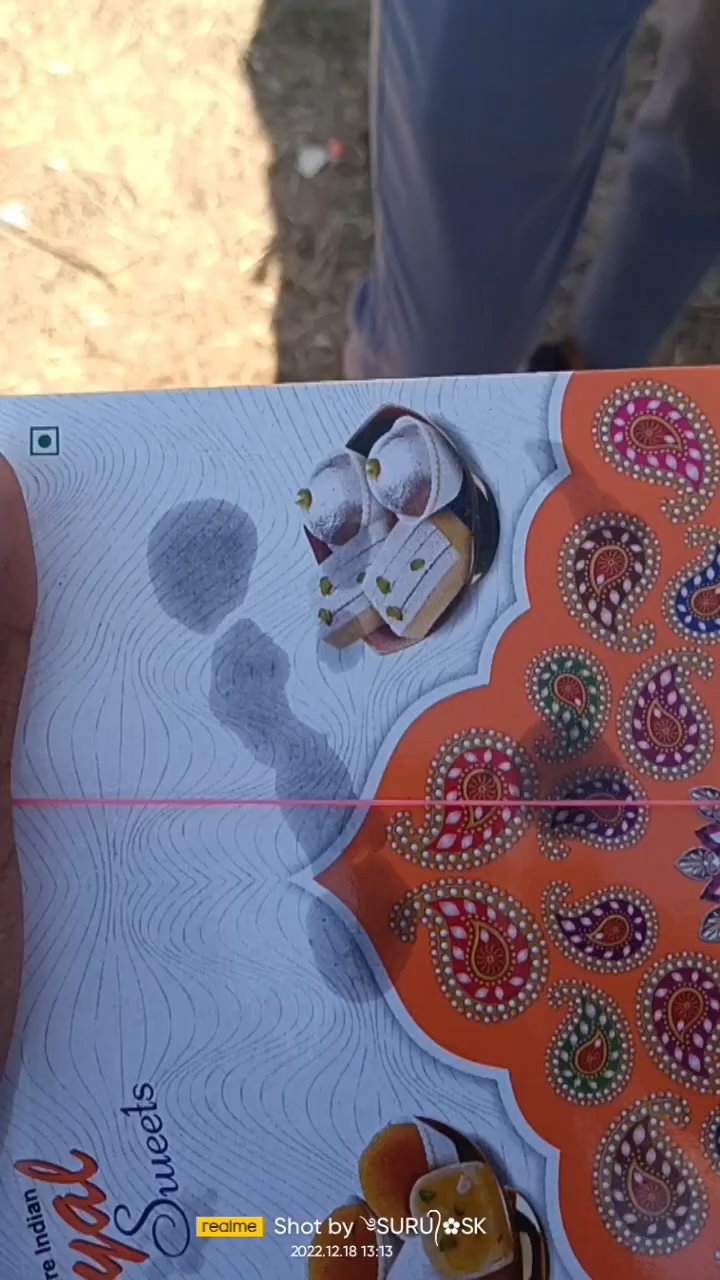 re Indian
yal
Sweets
realme Shot by ༄SURU᭄✿SK
2022.12.18 13:13